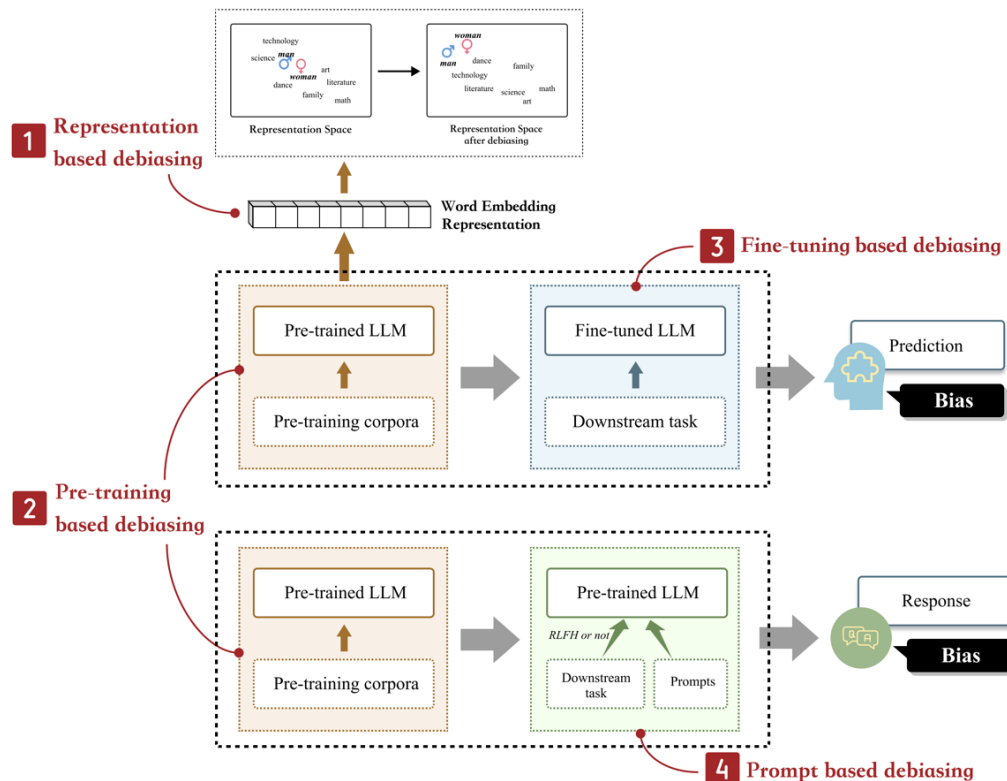 technology
science
man
woman
art
dance
literature
family
math
Representation Space
woman
man
dance
family
technology
literature
science
math
art
Representation Space
after debiasing
1
Representation
based debiasing
Word Embedding
Representation
3
Fine-tuning based debiasing
Pre-trained LLM
Pre-training corpora
Fine-tuned LLM
Downstream task
Prediction
Bias
2
Pre-training
based debiasing
Pre-trained LLM
Pre-training corpora
Pre-trained LLM
RLFH or not
Downstream
task
Prompts
Response
Q
A
Bias
4
Prompt based debiasing